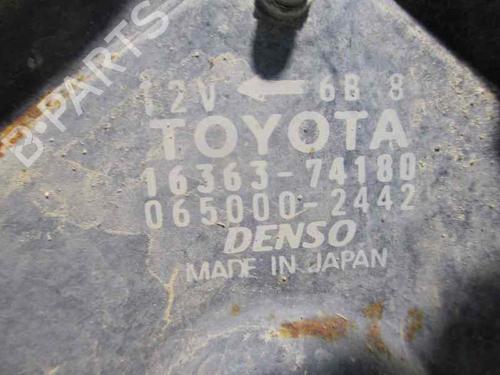 B-PARTS
12V ← 6B 8
TOYOTA
16363-74180
065000-2442
DENSO
MADE IN JAPAN